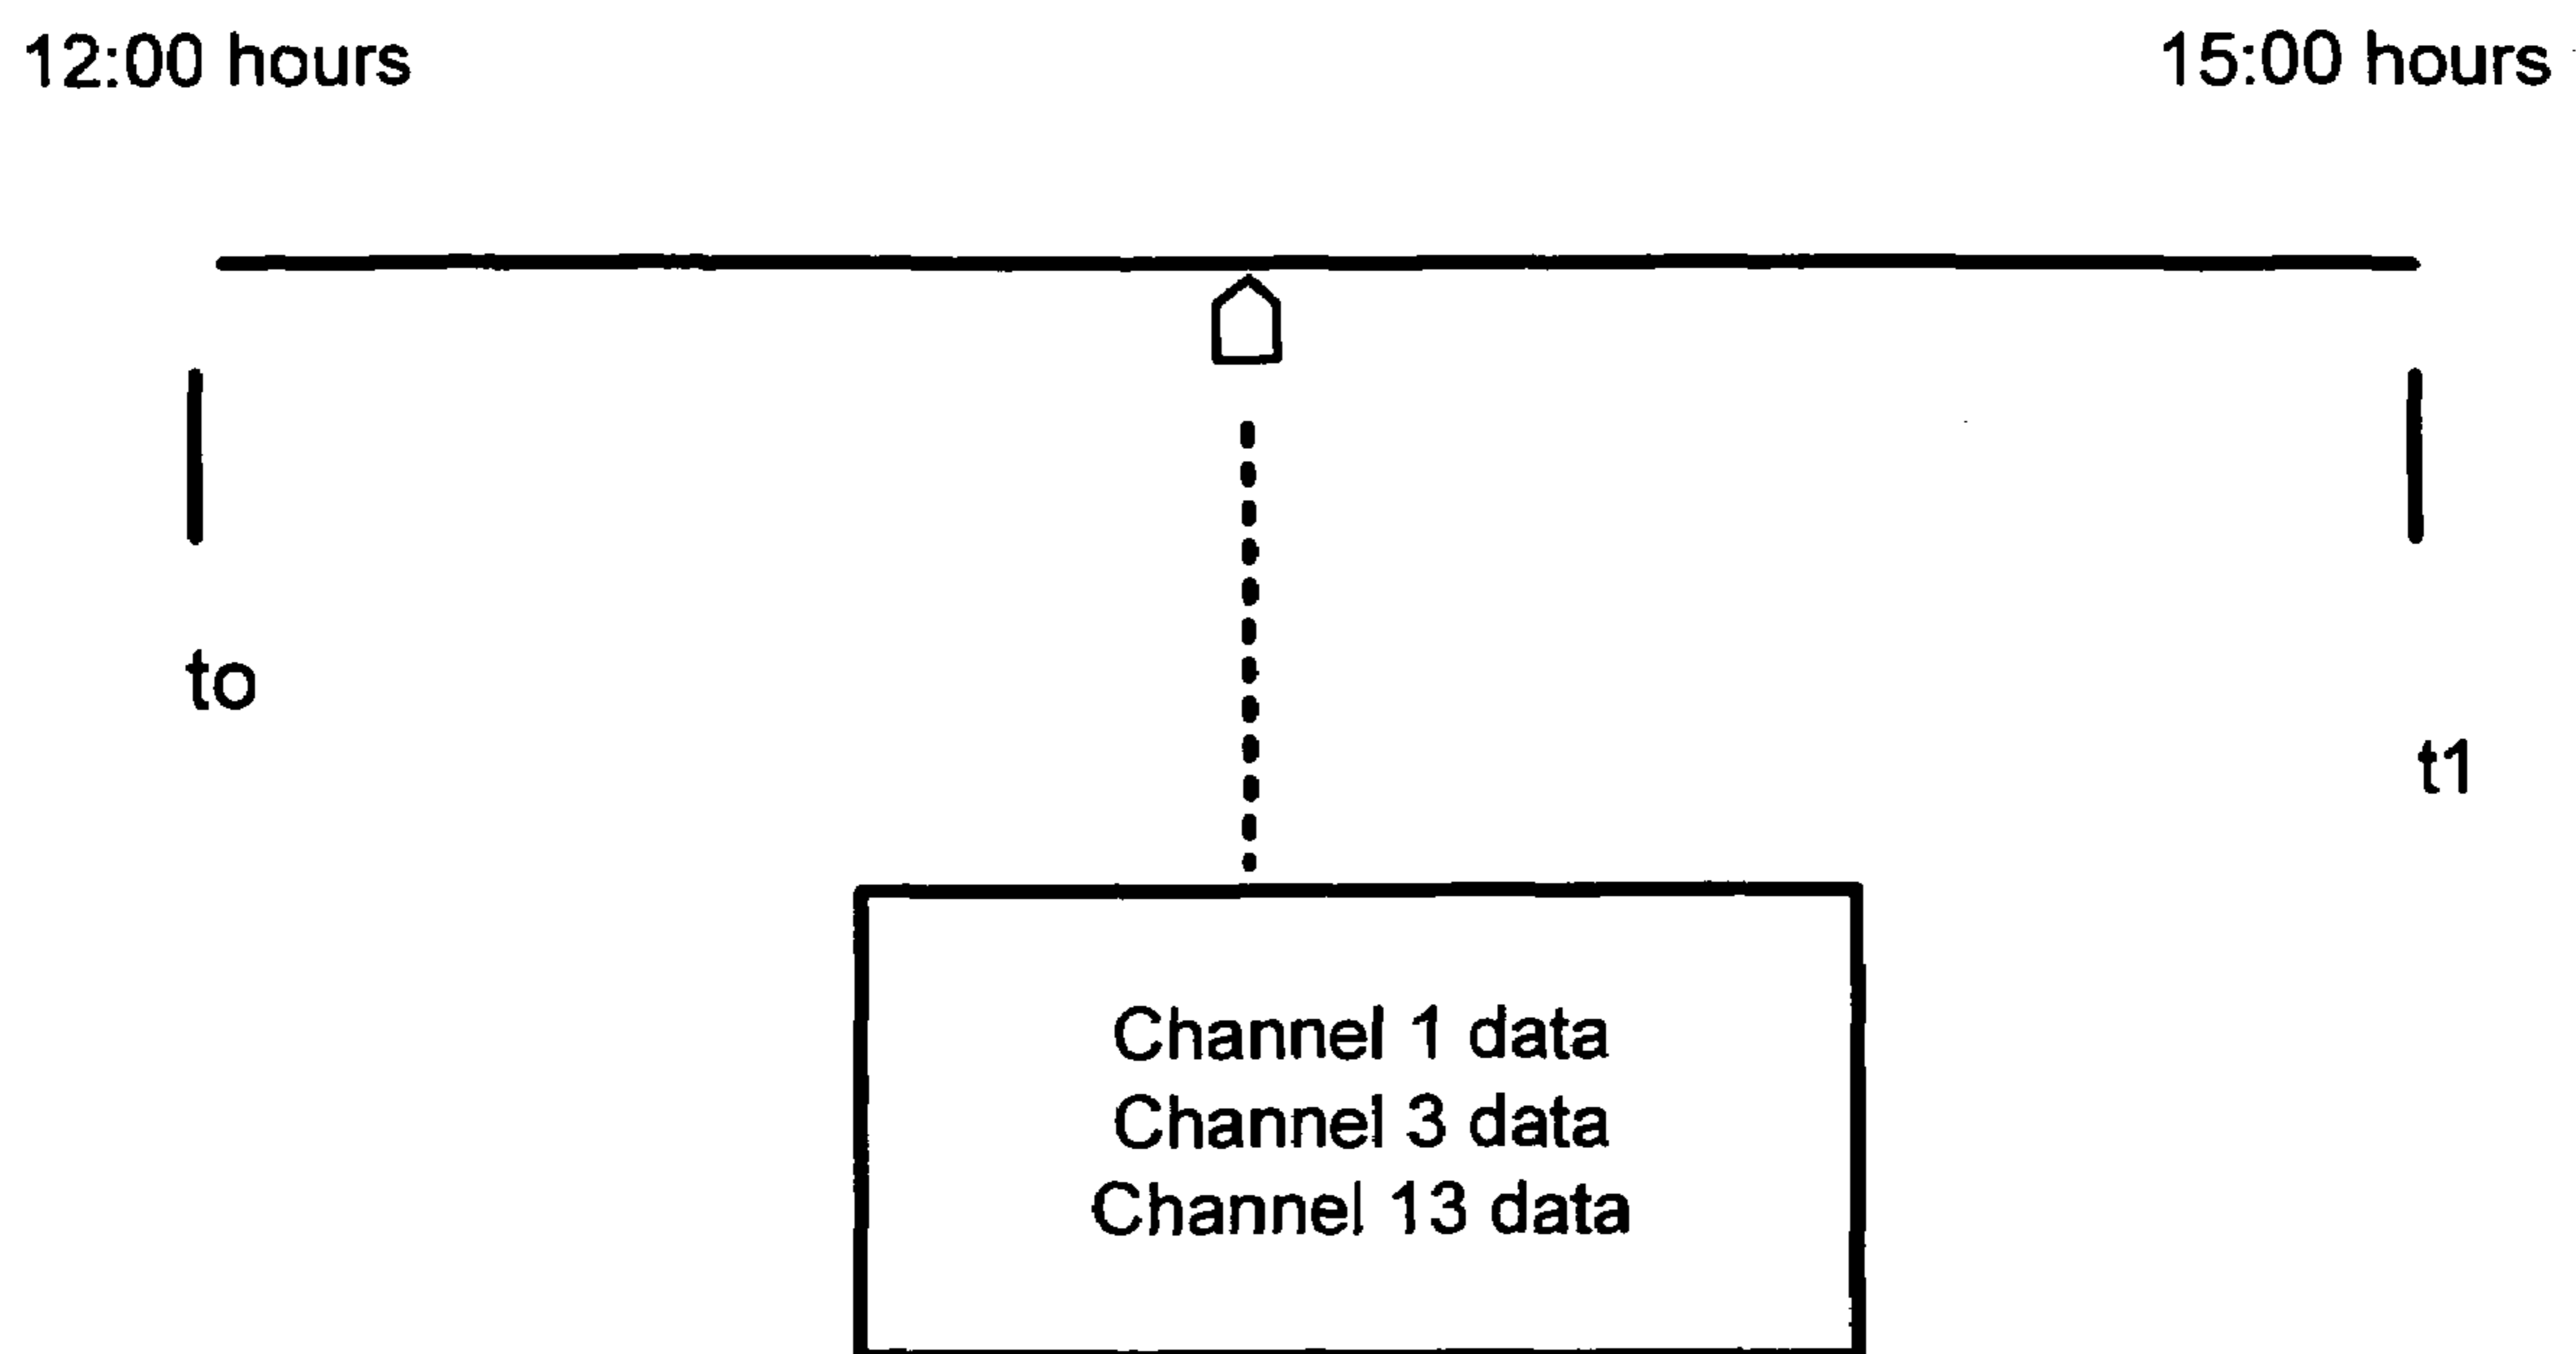 12:00 hours
15:00 hours
to
t1
Channel 1 data
Channel 3 data
Channel 13 data